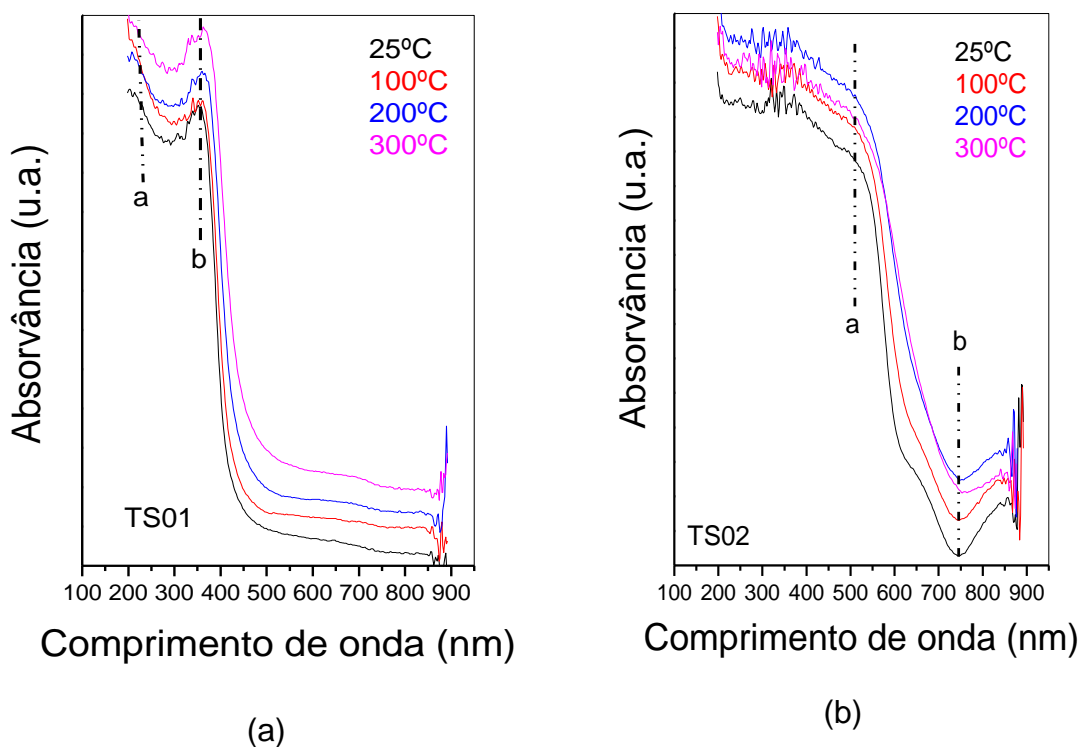 25ºC
100ºC
200ºC
300ºC
a
b
TS01
Absorvância (u.a.)
100 200 300 400 500 600 700 800 900
Comprimento de onda (nm)
(a)
25ºC
100ºC
200ºC
300ºC
a
b
TS02
Absorvância (u.a.)
100 200 300 400 500 600 700 800 900
Comprimento de onda (nm)
(b)